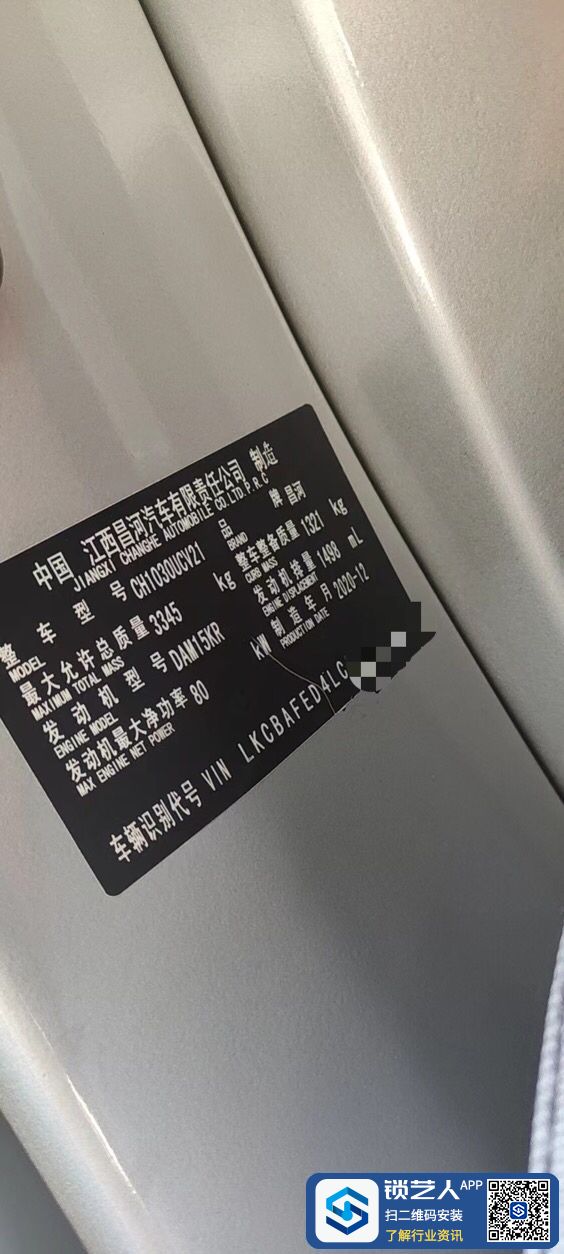 中国 江西昌河汽车有限责任公司 制造
JIANGXI CHANGHE AUTOMOBILE CO.LTD.P.R.C
整车型号 CH1030UCV21 品牌 昌河
MODEL BRAND
最大允许总质量 3345 kg 整车整备质量 1321 kg
MAXIMUM TOTAL MASS CURB MASS
发动机型号 DAM15KR 发动机排量 1498 mL
ENGINE MODEL ENGINE DISPLACEMENT
发动机最大净功率 80 kW 制造年月 2020-12
MAX ENGINE NET POWER PRODUCTION DATE
车辆识别代号 VIN LKCBAFED4LC
锁艺人APP
扫二维码安装
了解行业资讯